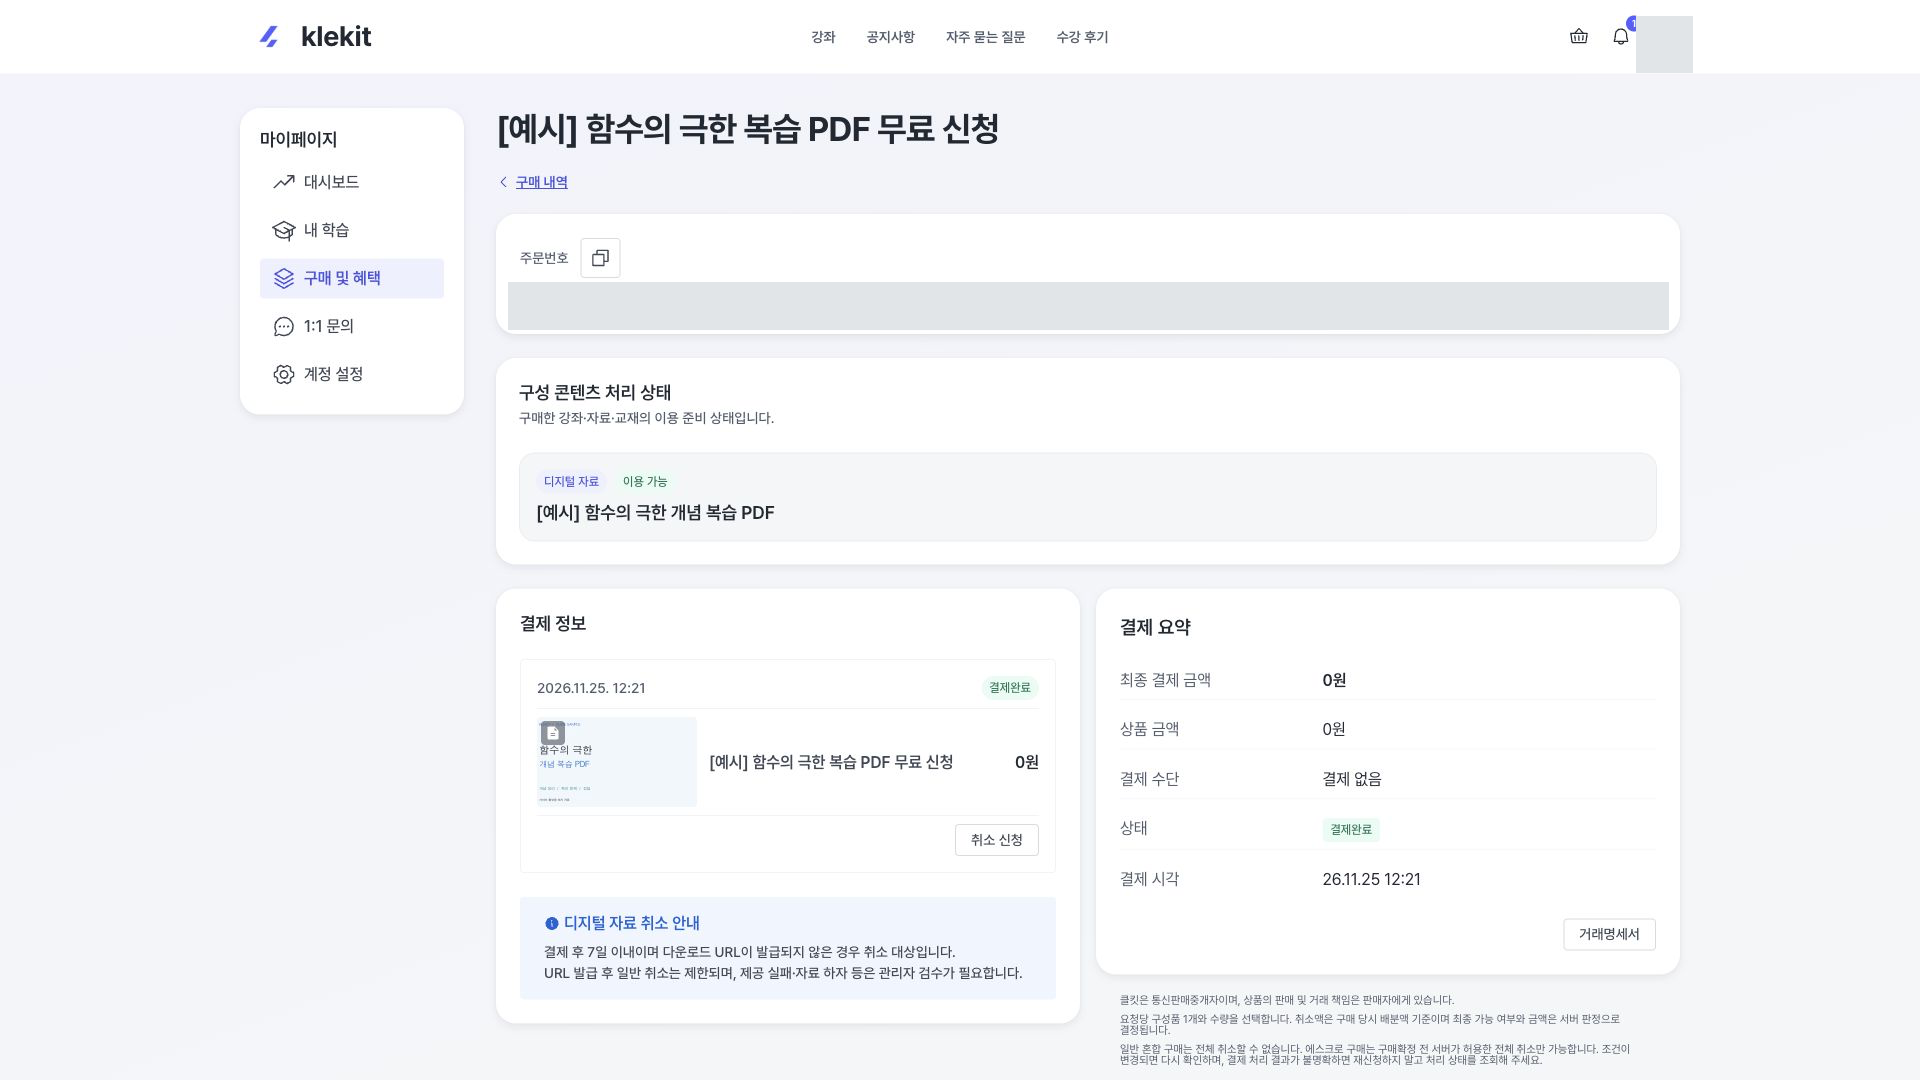 klekit
강좌
공지사항
자주 묻는 질문
수강 후기
마이페이지
대시보드
내 학습
구매 및 혜택
1:1 문의
계정 설정
[예시] 함수의 극한 복습 PDF 무료 신청
구매 내역
주문번호
구성 콘텐츠 처리 상태
구매한 강좌·자료·교재의 이용 준비 상태입니다.
디지털 자료 이용 가능
[예시] 함수의 극한 개념 복습 PDF
결제 정보
2026.11.25. 12:21 결제완료
함수의 극한
개념 복습 PDF
[예시] 함수의 극한 복습 PDF 무료 신청 0원
취소 신청
디지털 자료 취소 안내
결제 후 7일 이내이며 다운로드 URL이 발급되지 않은 경우 취소 대상입니다.
URL 발급 후 일반 취소는 제한되며, 제공 실패·자료 하자 등은 관리자 검수가 필요합니다.
결제 요약
최종 결제 금액 0원
상품 금액 0원
결제 수단 결제 없음
상태 결제완료
결제 시각 26.11.25 12:21
거래명세서
클킷은 통신판매중개자이며, 상품의 판매 및 거래 책임은 판매자에게 있습니다.
요청당 구성품 1개와 수량을 선택합니다. 취소액은 구매 당시 배분액 기준이며 최종 가능 여부와 금액은 서버 판정으로
결정됩니다.
일반 혼합 구매는 전체 취소할 수 없습니다. 에스크로 구매는 구매확정 전 서버가 허용한 전체 취소만 가능합니다. 조건이
변경되면 다시 확인하며, 결제 처리 결과가 불명확하면 재신청하지 말고 처리 상태를 조회해 주세요.